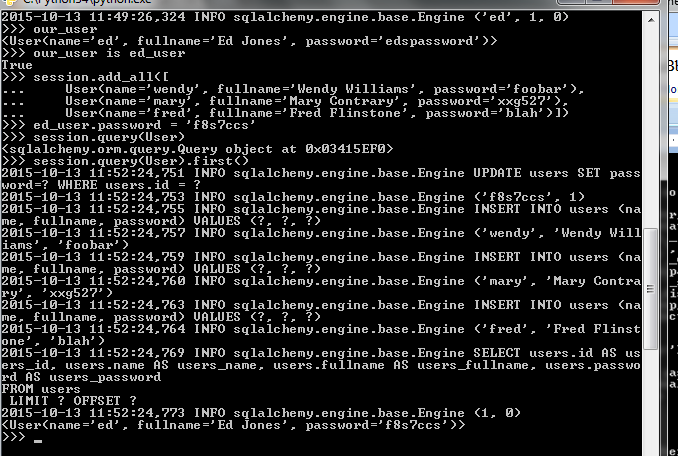 C:\Python34\python.exe
2015-10-13 11:49:26,324 INFO sqlalchemy.engine.base.Engine ('ed', 1, 0)
>>> our_user
<User(name='ed', fullname='Ed Jones', password='edspassword')>
>>> our_user is ed_user
True
>>> session.add_all([
...     User(name='wendy', fullname='Wendy Williams', password='foobar'),
...     User(name='mary', fullname='Mary Contrary', password='xxg527'),
...     User(name='fred', fullname='Fred Flinstone', password='blah')])
>>> ed_user.password = 'f8s7ccs'
>>> session.query(User)
<sqlalchemy.orm.query.Query object at 0x03415EF0>
>>> session.query(User).first()
2015-10-13 11:52:24,751 INFO sqlalchemy.engine.base.Engine UPDATE users SET pass
word=? WHERE users.id = ?
2015-10-13 11:52:24,753 INFO sqlalchemy.engine.base.Engine ('f8s7ccs', 1)
2015-10-13 11:52:24,755 INFO sqlalchemy.engine.base.Engine INSERT INTO users (na
me, fullname, password) VALUES (?, ?, ?)
2015-10-13 11:52:24,757 INFO sqlalchemy.engine.base.Engine ('wendy', 'Wendy Will
iams', 'foobar')
2015-10-13 11:52:24,759 INFO sqlalchemy.engine.base.Engine INSERT INTO users (na
me, fullname, password) VALUES (?, ?, ?)
2015-10-13 11:52:24,760 INFO sqlalchemy.engine.base.Engine ('mary', 'Mary Contra
ry', 'xxg527')
2015-10-13 11:52:24,763 INFO sqlalchemy.engine.base.Engine INSERT INTO users (na
me, fullname, password) VALUES (?, ?, ?)
2015-10-13 11:52:24,764 INFO sqlalchemy.engine.base.Engine ('fred', 'Fred Flinst
one', 'blah')
2015-10-13 11:52:24,769 INFO sqlalchemy.engine.base.Engine SELECT users.id AS us
ers_id, users.name AS users_name, users.fullname AS users_fullname, users.passwo
rd AS users_password
FROM users
 LIMIT ? OFFSET ?
2015-10-13 11:52:24,773 INFO sqlalchemy.engine.base.Engine (1, 0)
<User(name='ed', fullname='Ed Jones', password='f8s7ccs')>
>>> _